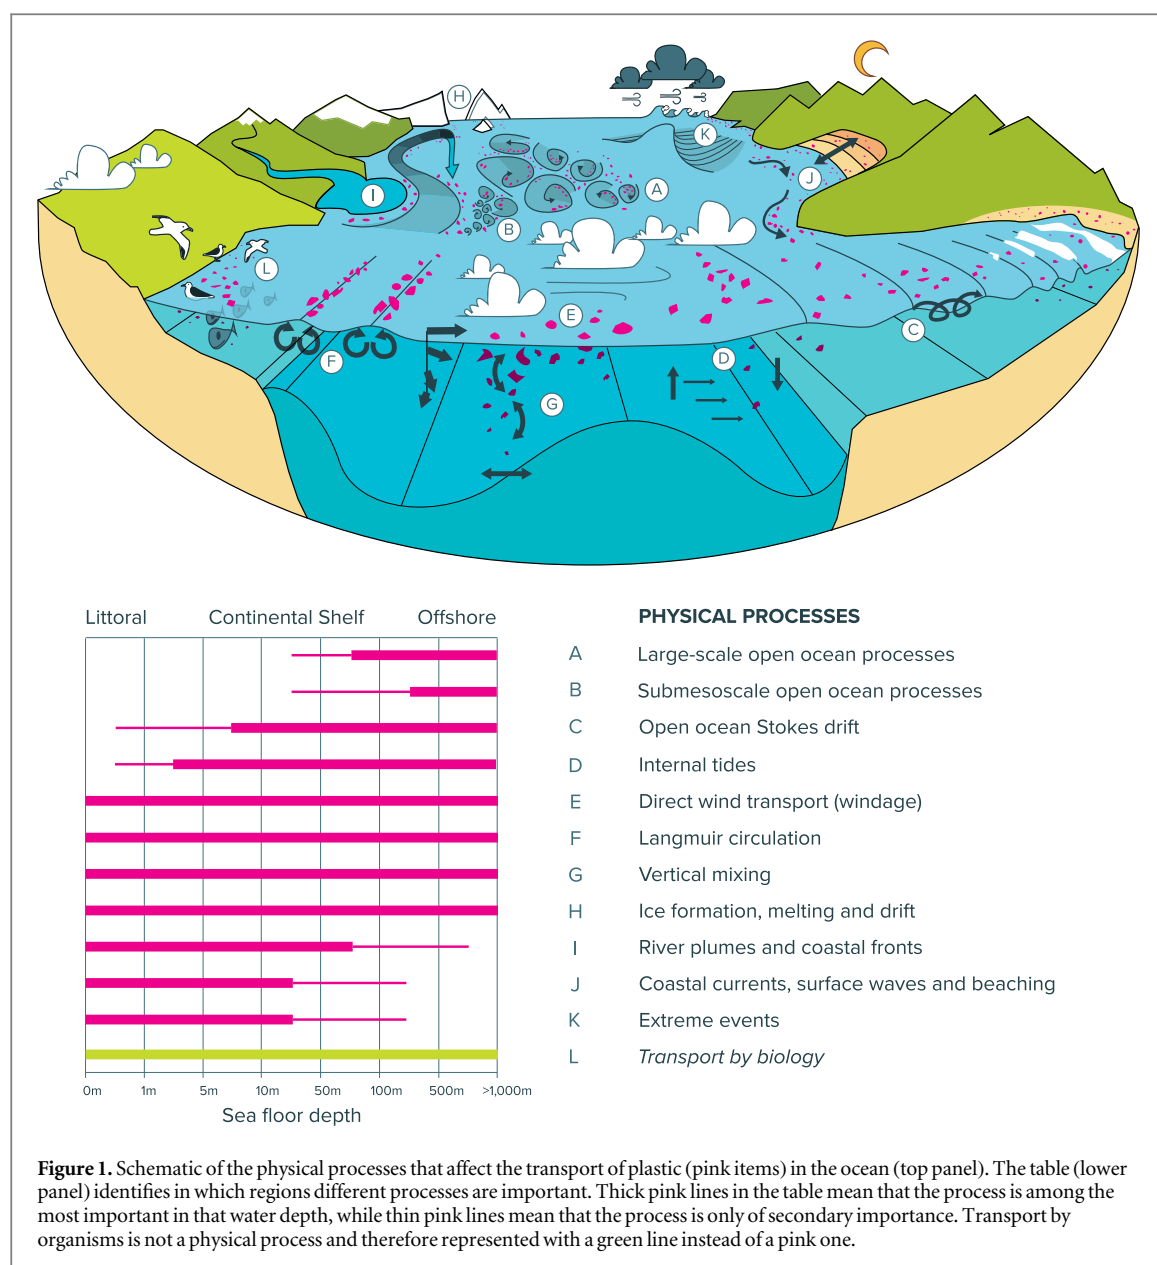 H
K
J
I
A
B
L
E
C
F
D
G
Littoral Continental Shelf Offshore
PHYSICAL PROCESSES
A Large-scale open ocean processes
B Submesoscale open ocean processes
C Open ocean Stokes drift
D Internal tides
E Direct wind transport (windage)
F Langmuir circulation
G Vertical mixing
H Ice formation, melting and drift
I River plumes and coastal fronts
J Coastal currents, surface waves and beaching
K Extreme events
L Transport by biology
0m 1m 5m 10m 50m 100m 500m >1,000m
Sea floor depth
Figure 1. Schematic of the physical processes that affect the transport of plastic (pink items) in the ocean (top panel). The table (lower
panel) identifies in which regions different processes are important. Thick pink lines in the table mean that the process is among the
most important in that water depth, while thin pink lines mean that the process is only of secondary importance. Transport by
organisms is not a physical process and therefore represented with a green line instead of a pink one.